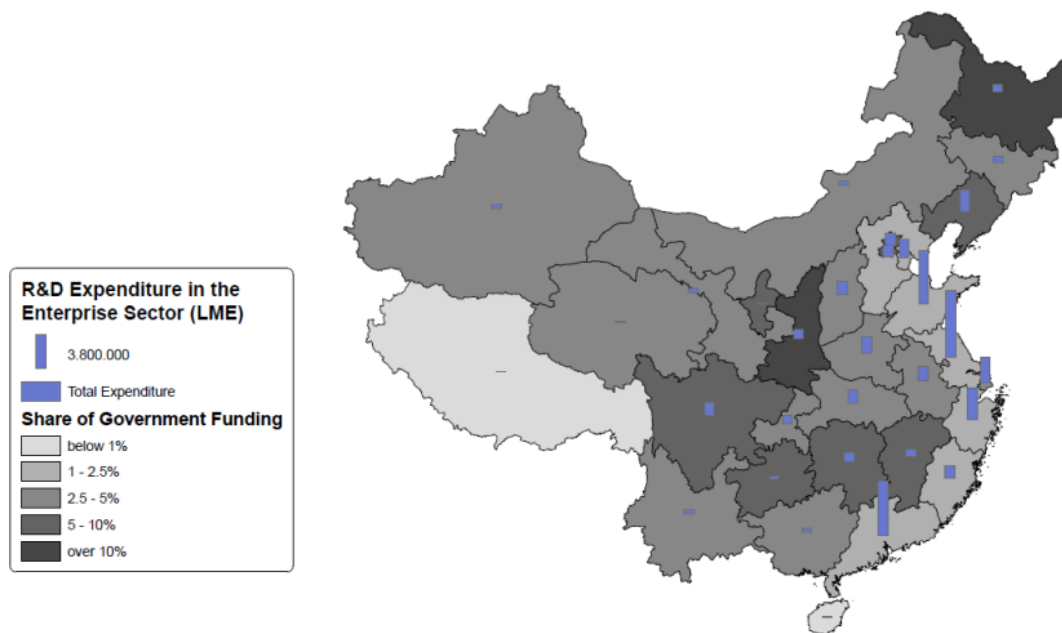 R&D Expenditure in the
Enterprise Sector (LME)
3.800.000
Total Expenditure
Share of Government Funding
below 1%
1 - 2.5%
2.5 - 5%
5 - 10%
over 10%